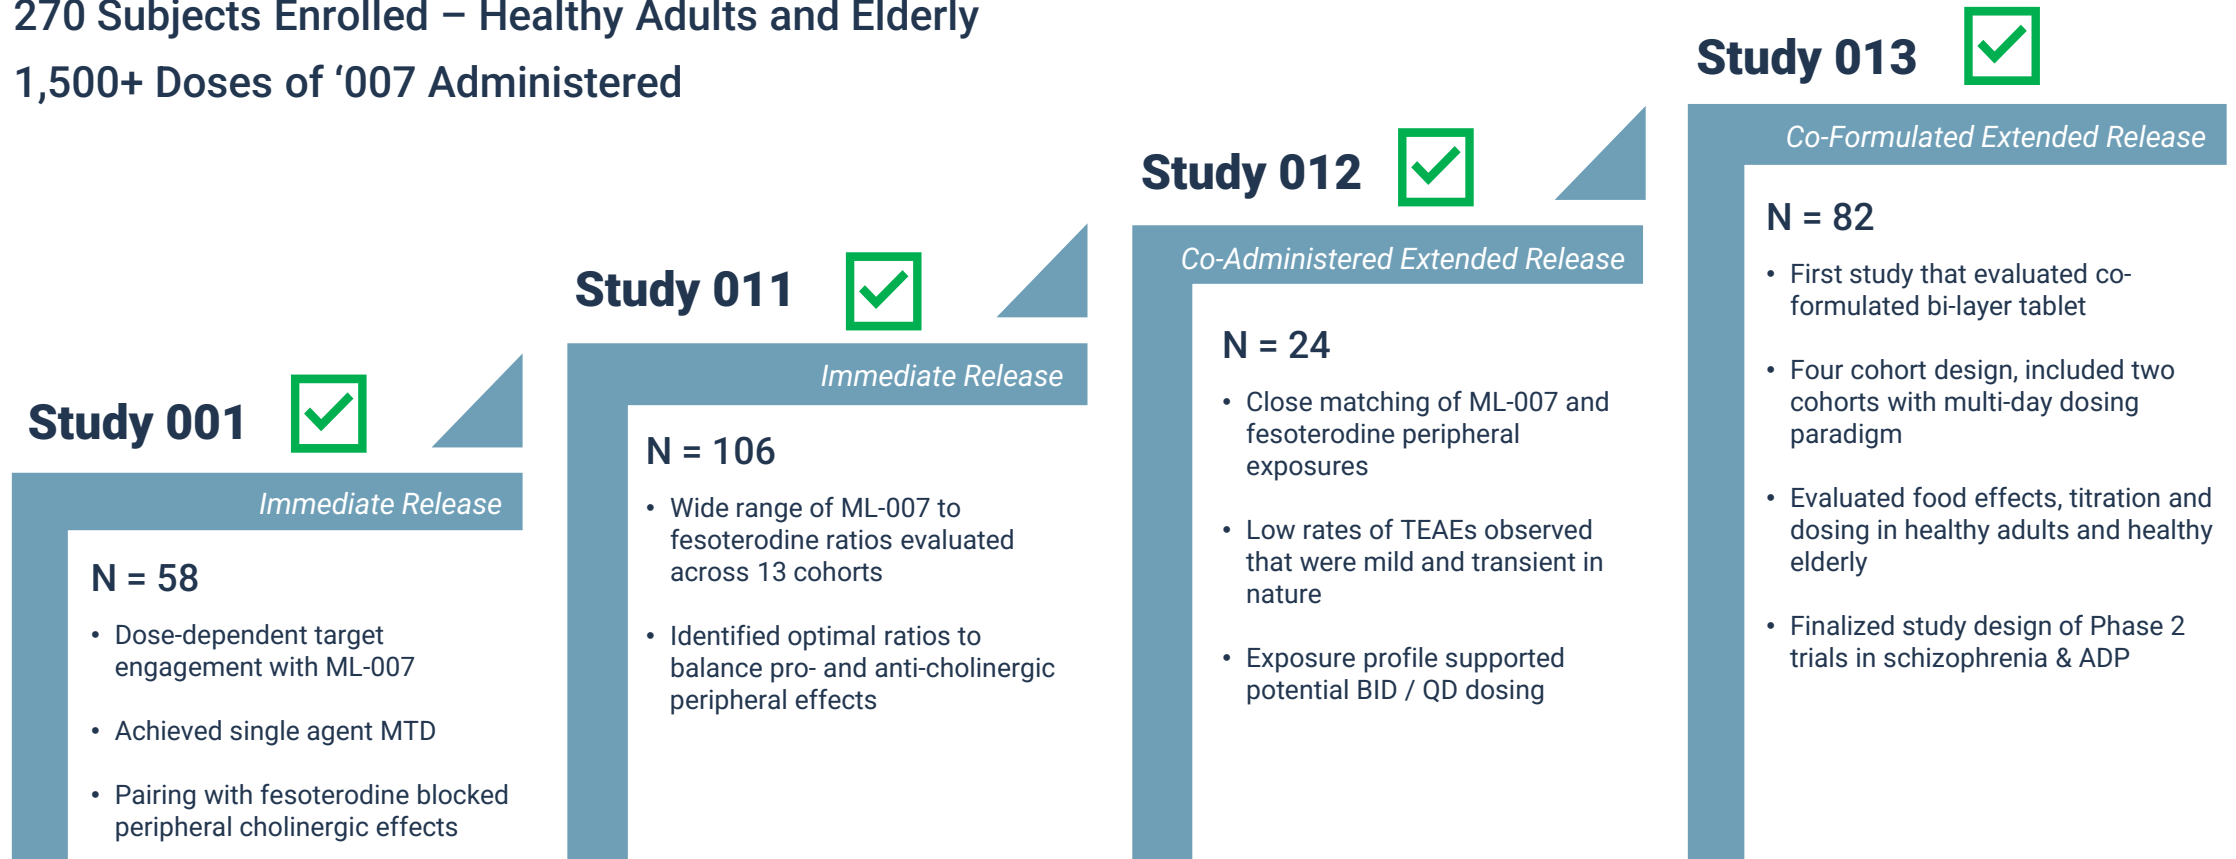 270 Subjects Enrolled – Healthy Adults and Elderly
1,500+ Doses of ‘007 Administered
Study 001
Immediate Release
N = 58
• Dose-dependent target
engagement with ML-007
• Achieved single agent MTD
• Pairing with fesoterodine blocked
peripheral cholinergic effects
Study 011
Immediate Release
N = 106
• Wide range of ML-007 to
fesoterodine ratios evaluated
across 13 cohorts
• Identified optimal ratios to
balance pro- and anti-cholinergic
peripheral effects
Study 012
Co-Administered Extended Release
N = 24
• Close matching of ML-007 and
fesoterodine peripheral
exposures
• Low rates of TEAEs observed
that were mild and transient in
nature
• Exposure profile supported
potential BID / QD dosing
Study 013
Co-Formulated Extended Release
N = 82
• First study that evaluated co-
formulated bi-layer tablet
• Four cohort design, included two
cohorts with multi-day dosing
paradigm
• Evaluated food effects, titration and
dosing in healthy adults and healthy
elderly
• Finalized study design of Phase 2
trials in schizophrenia & ADP